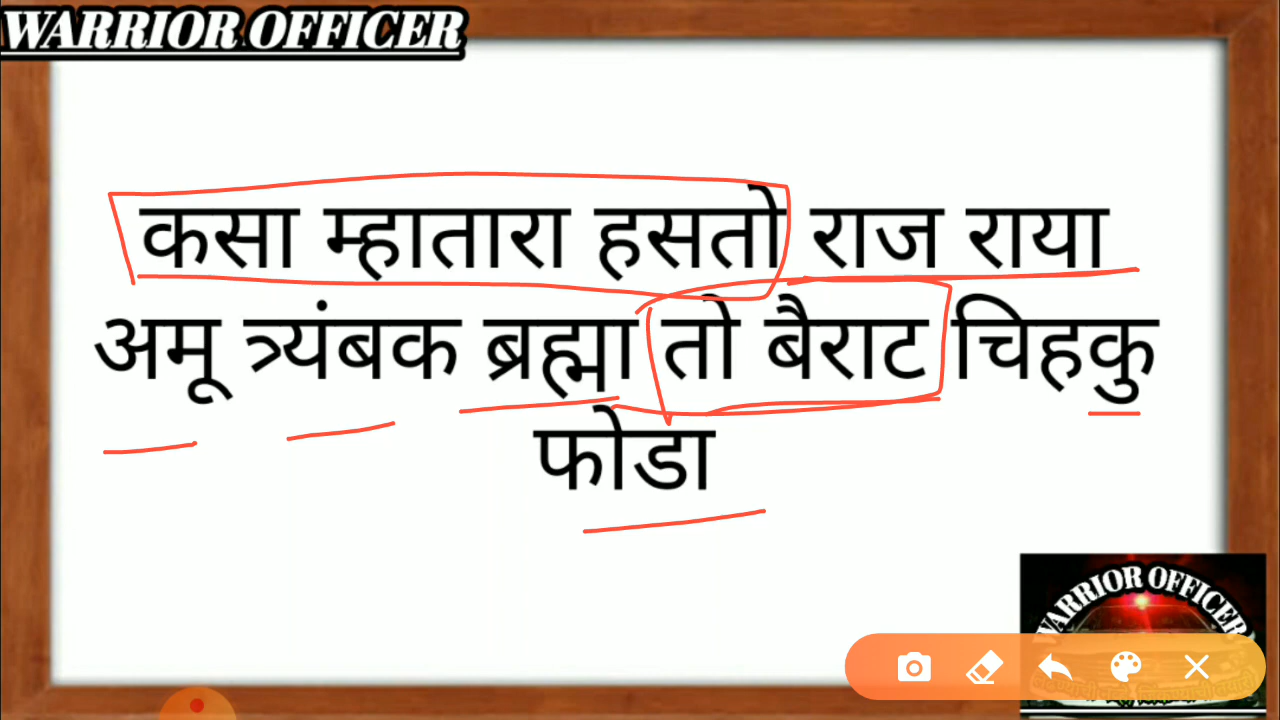 WARRIOR OFFICER
कसा म्हातारा हसतो राज राया
अमू त्र्यंबक ब्रह्मा तो बैराट चिहकु
फोडा
WARRIOR OFFICER